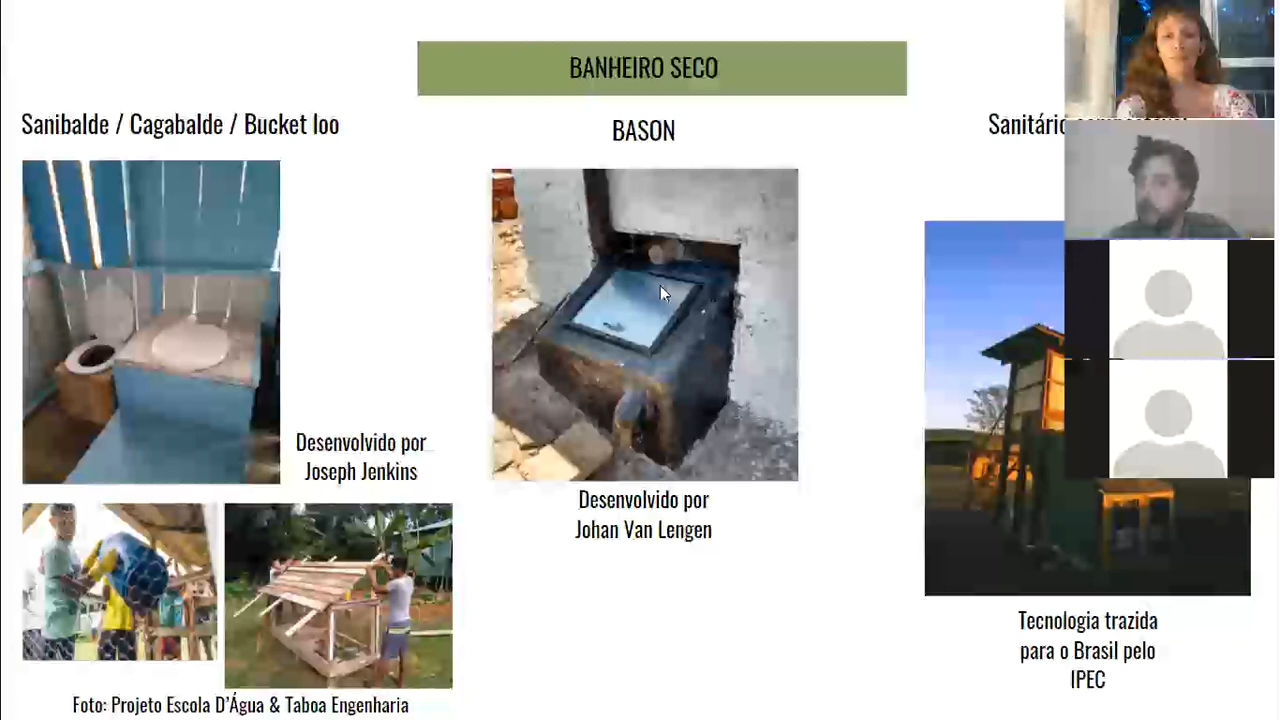 BANHEIRO SECO
Sanibalde / Cagabalde / Bucket loo
BASON
Sanitário
Desenvolvido por
Joseph Jenkins
Desenvolvido por
Johan Van Lengen
Tecnologia trazida
para o Brasil pelo
IPEC
Foto: Projeto Escola D'Água & Taboa Engenharia